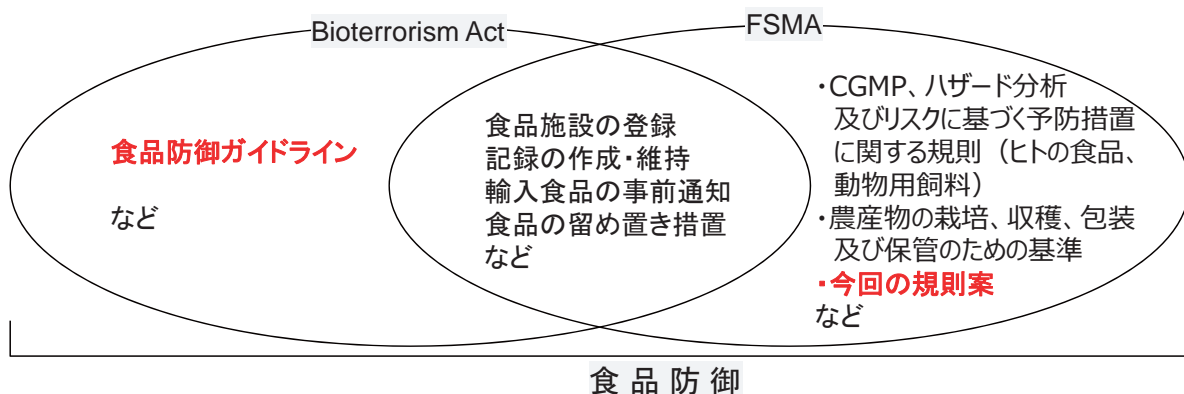 Bioterrorism Act
FSMA
食品防御ガイドライン
など
食品施設の登録
記録の作成・維持
輸入食品の事前通知
食品の留め置き措置
など
・CGMP、ハザード分析
及びリスクに基づく予防措置
に関する規則（ヒトの食品、
動物用飼料）
・農産物の栽培、収穫、包装
及び保管のための基準
・今回の規則案
など
食 品 防 御